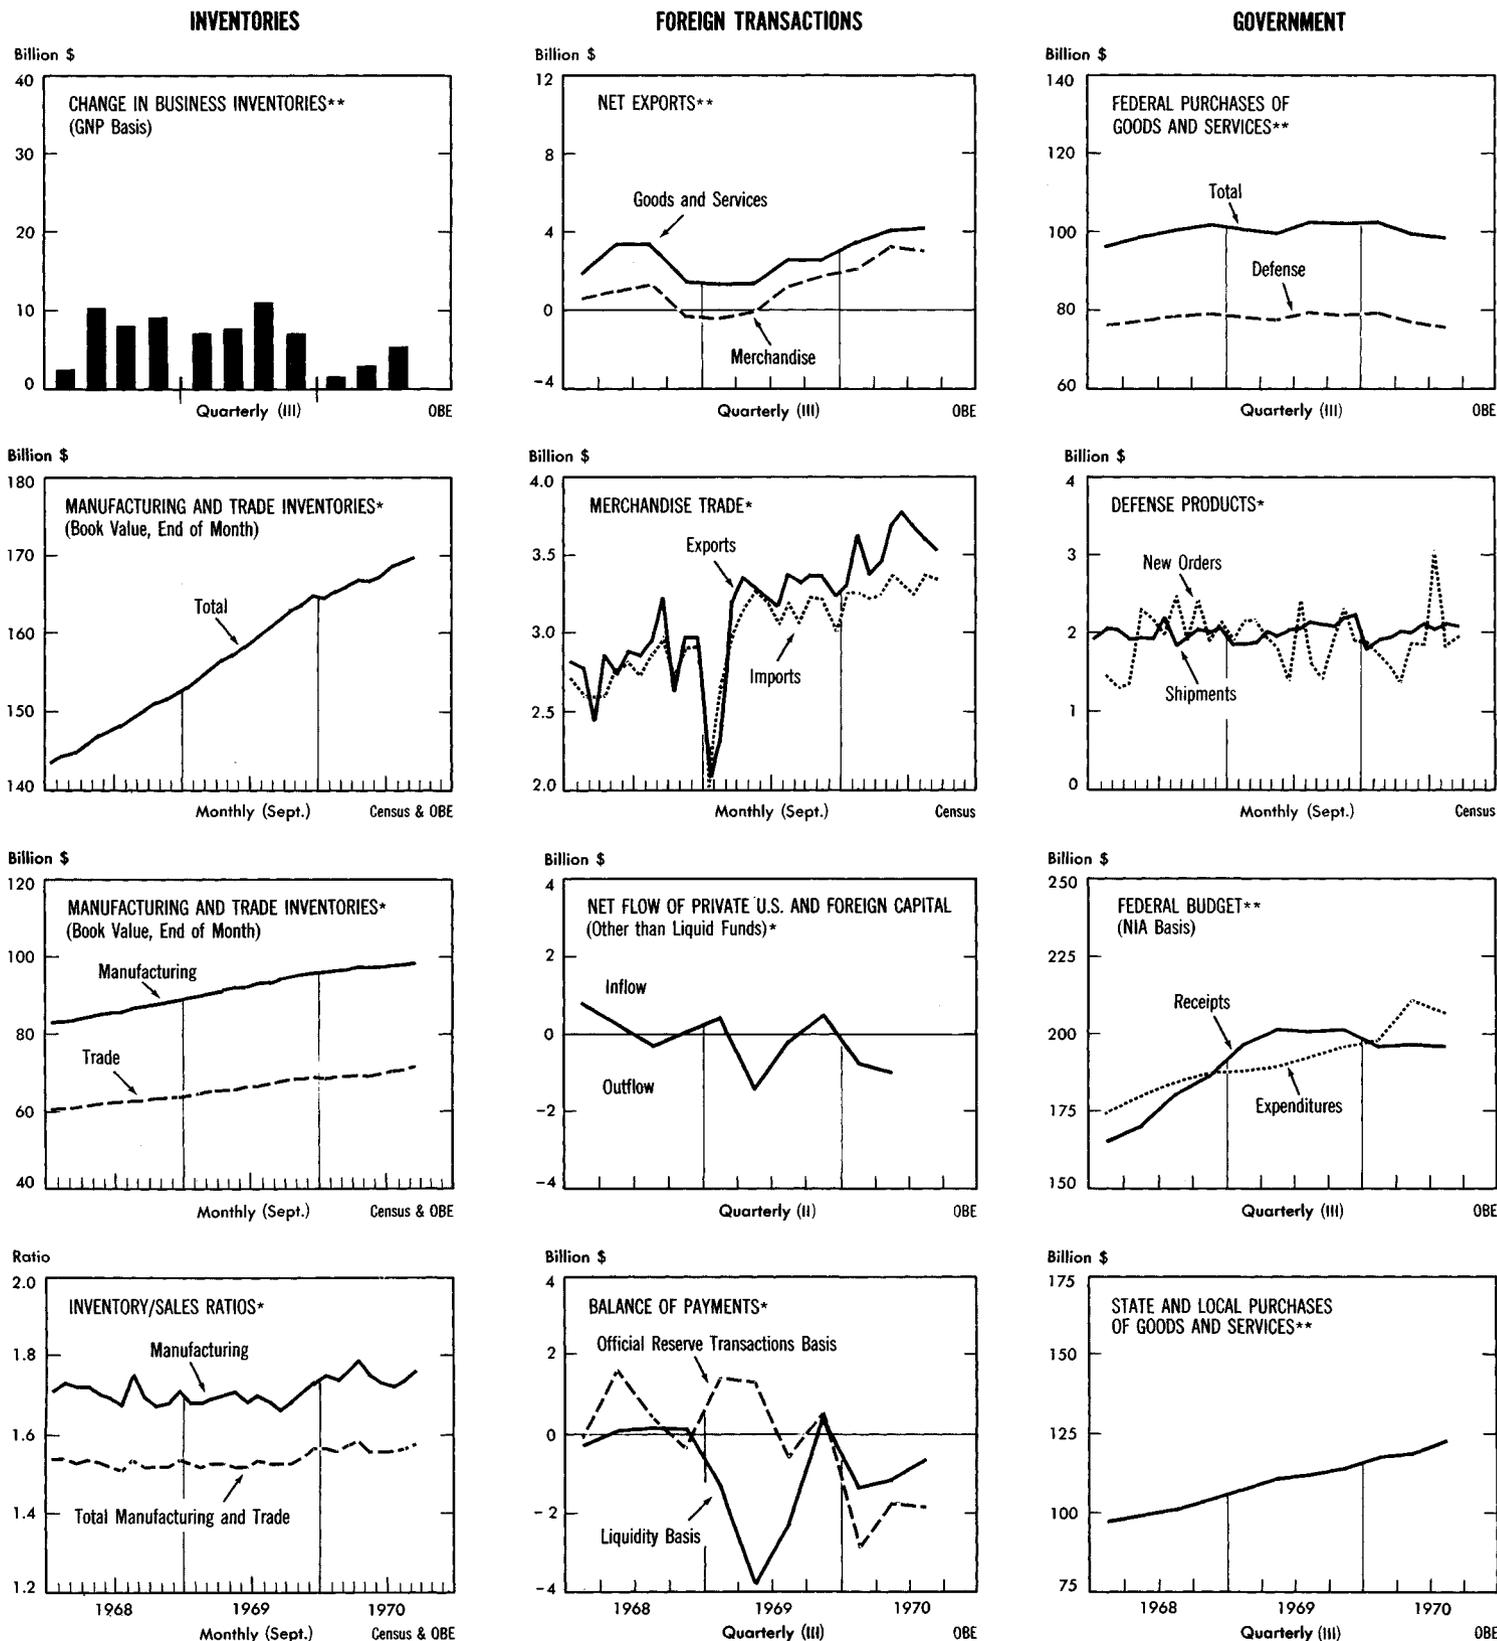 INVENTORIES
Billion $
40
30
20
10
0
CHANGE IN BUSINESS INVENTORIES**
(GNP Basis)
Quarterly (III)
OBE
Billion $
180
170
160
150
140
MANUFACTURING AND TRADE INVENTORIES*
(Book Value, End of Month)
Total
Monthly (Sept.)
Census & OBE
Billion $
120
100
80
60
40
MANUFACTURING AND TRADE INVENTORIES*
(Book Value, End of Month)
Manufacturing
Trade
Monthly (Sept.)
Census & OBE
Ratio
2.0
1.8
1.6
1.4
1.2
INVENTORY/SALES RATIOS*
Manufacturing
Total Manufacturing and Trade
1968
1969
1970
Monthly (Sept.)
Census & OBE
FOREIGN TRANSACTIONS
Billion $
12
8
4
0
-4
NET EXPORTS**
Goods and Services
Merchandise
Quarterly (III)
OBE
Billion $
4.0
3.5
3.0
2.5
2.0
MERCHANDISE TRADE*
Exports
Imports
Monthly (Sept.)
Census
Billion $
4
2
0
-2
-4
NET FLOW OF PRIVATE U.S. AND FOREIGN CAPITAL
(Other than Liquid Funds)*
Inflow
Outflow
Quarterly (II)
OBE
Billion $
4
2
0
-2
-4
BALANCE OF PAYMENTS*
Official Reserve Transactions Basis
Liquidity Basis
1968
1969
1970
Quarterly (III)
OBE
GOVERNMENT
Billion $
140
120
100
80
60
FEDERAL PURCHASES OF
GOODS AND SERVICES**
Total
Defense
Quarterly (III)
OBE
Billion $
4
3
2
1
0
DEFENSE PRODUCTS*
New Orders
Shipments
Monthly (Sept.)
Census
Billion $
250
225
200
175
150
FEDERAL BUDGET**
(NIA Basis)
Receipts
Expenditures
Quarterly (III)
OBE
Billion $
175
150
125
100
75
STATE AND LOCAL PURCHASES
OF GOODS AND SERVICES**
1968
1969
1970
Quarterly (III)
OBE